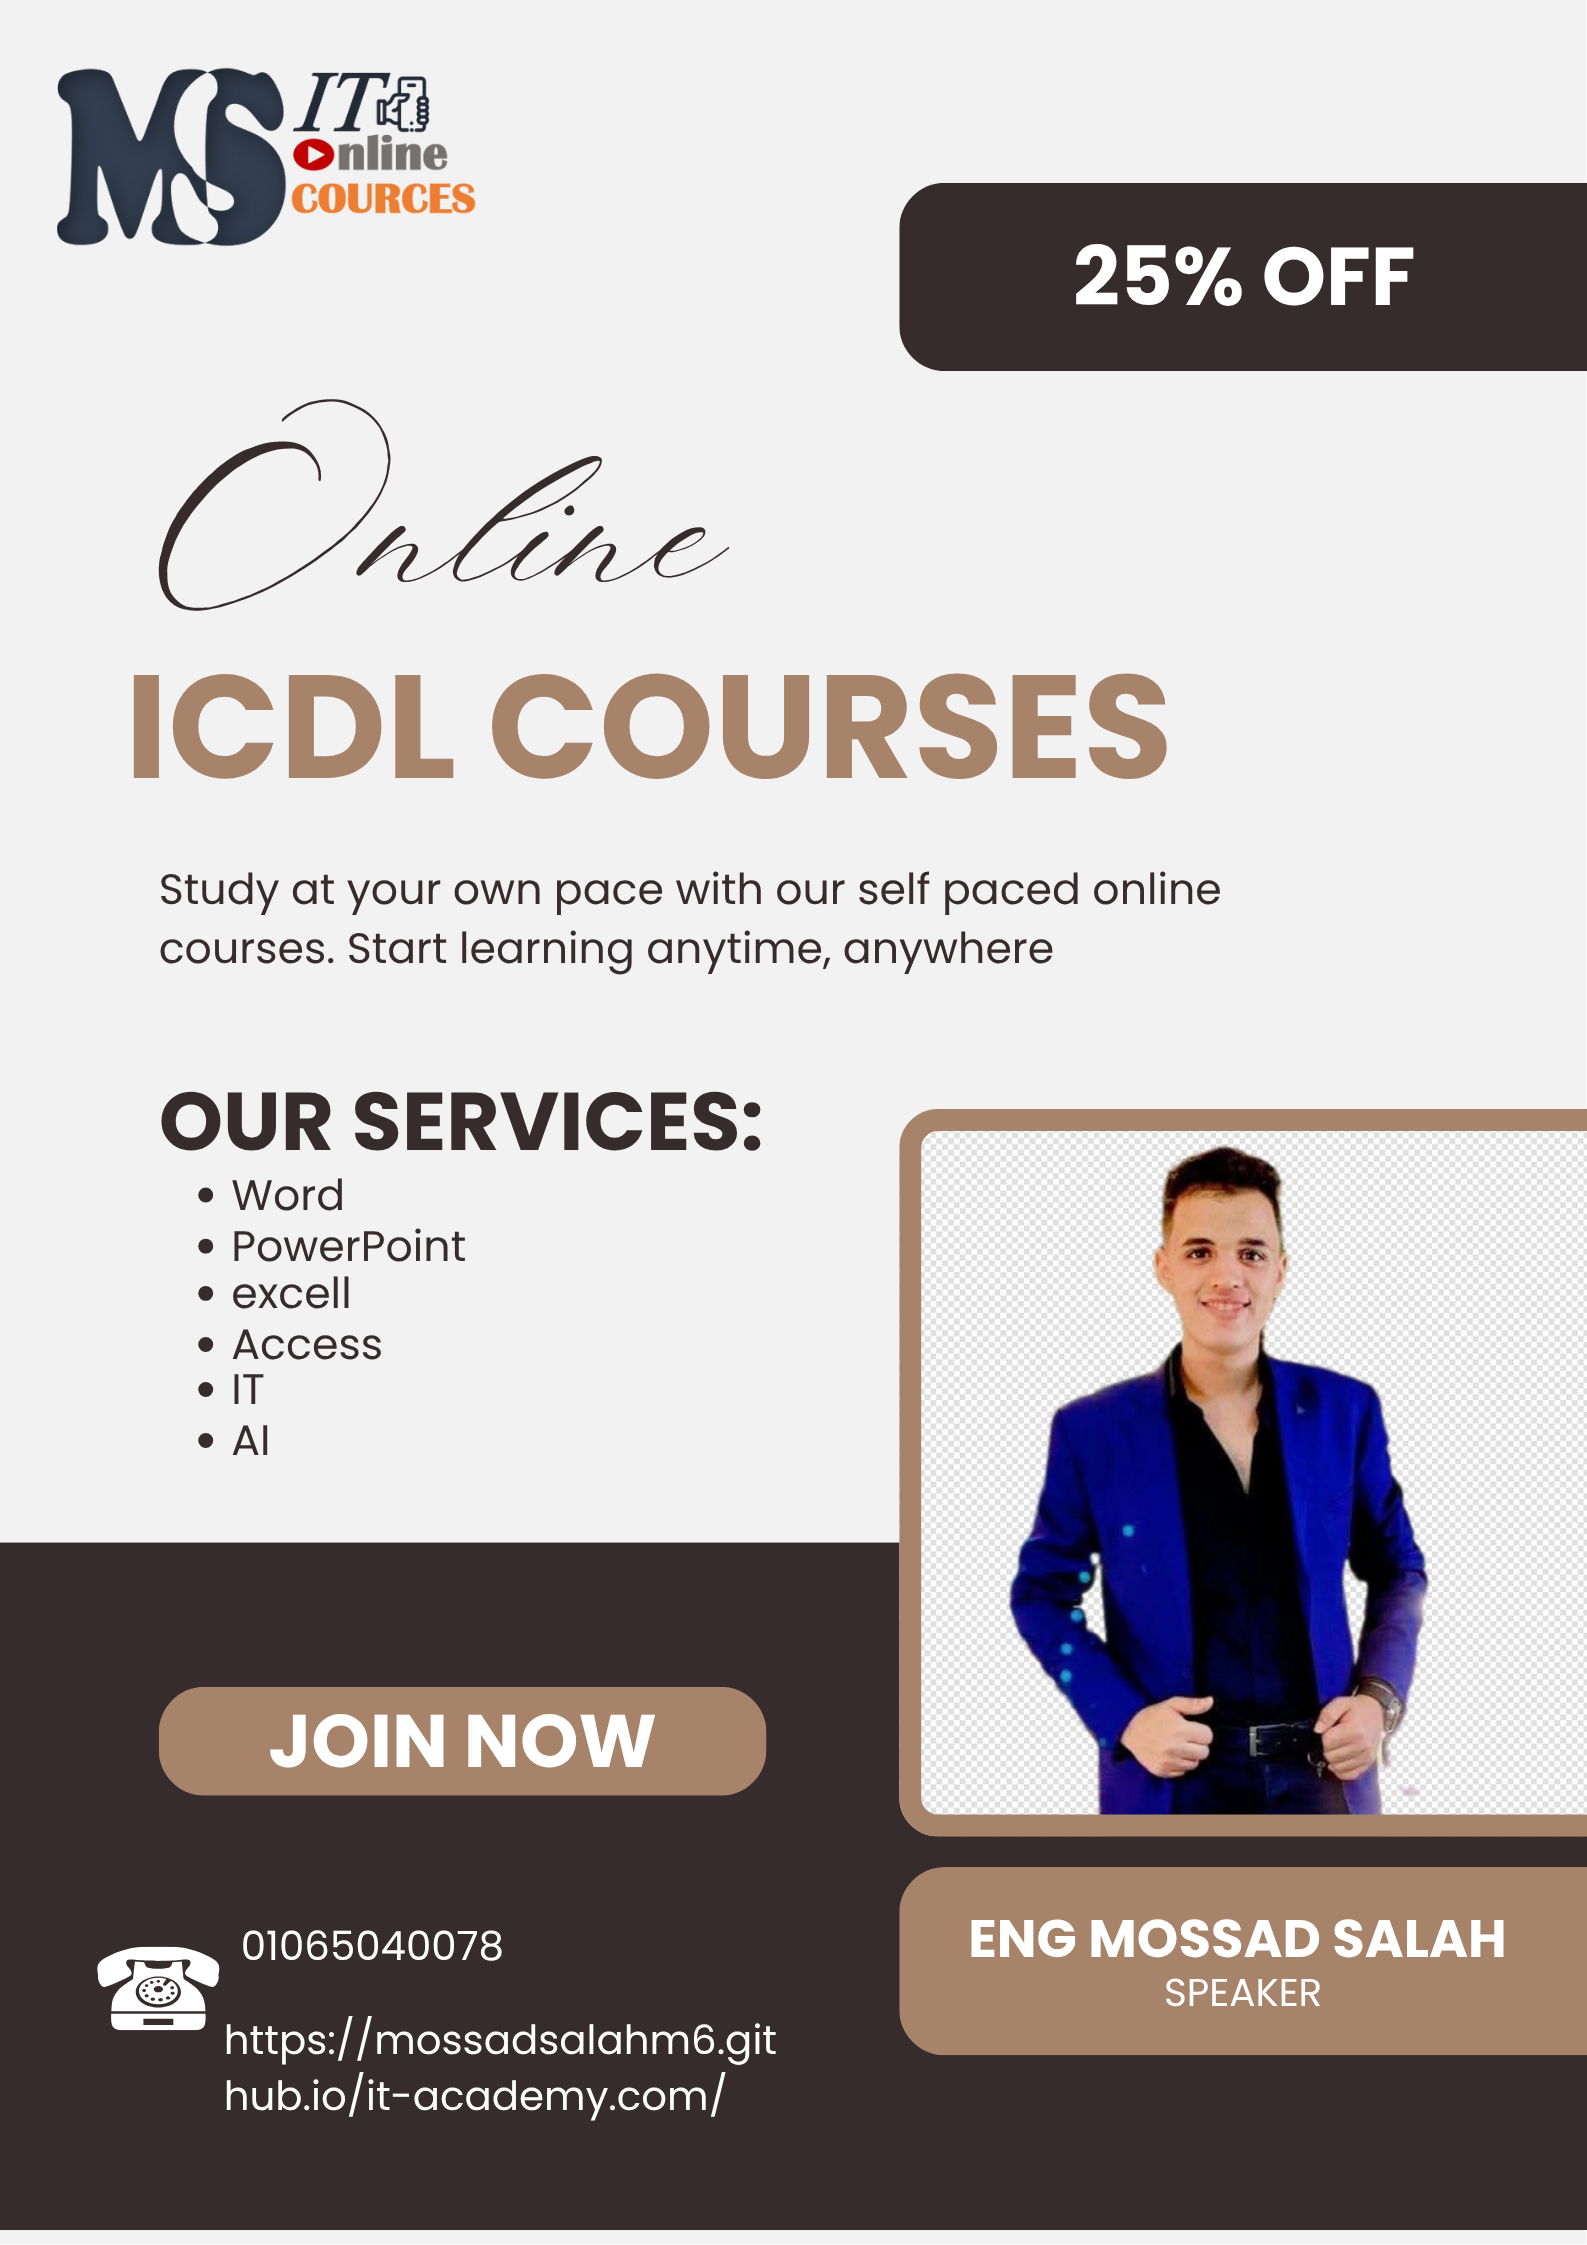 MS IT
Online
COURCES
25% OFF
Online
ICDL COURSES
Study at your own pace with our self paced online
courses. Start learning anytime, anywhere
OUR SERVICES:
• Word
• PowerPoint
• excell
• Access
• IT
• AI
JOIN NOW
01065040078
https://mossadsalahm6.git
hub.io/it-academy.com/
ENG MOSSAD SALAH
SPEAKER